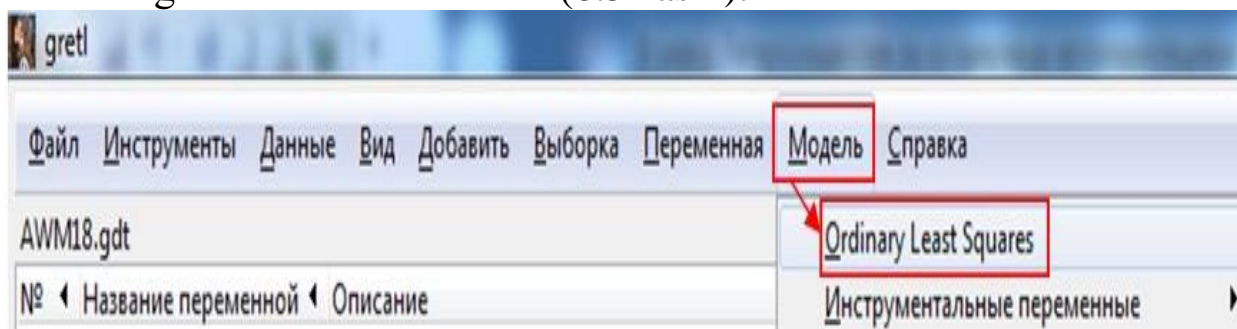 gretl
Файл Инструменты Данные Вид Добавить Выборка Переменная Модель Справка
AWM18.gdt
Ordinary Least Squares
№ Название переменной Описание
Инструментальные переменные